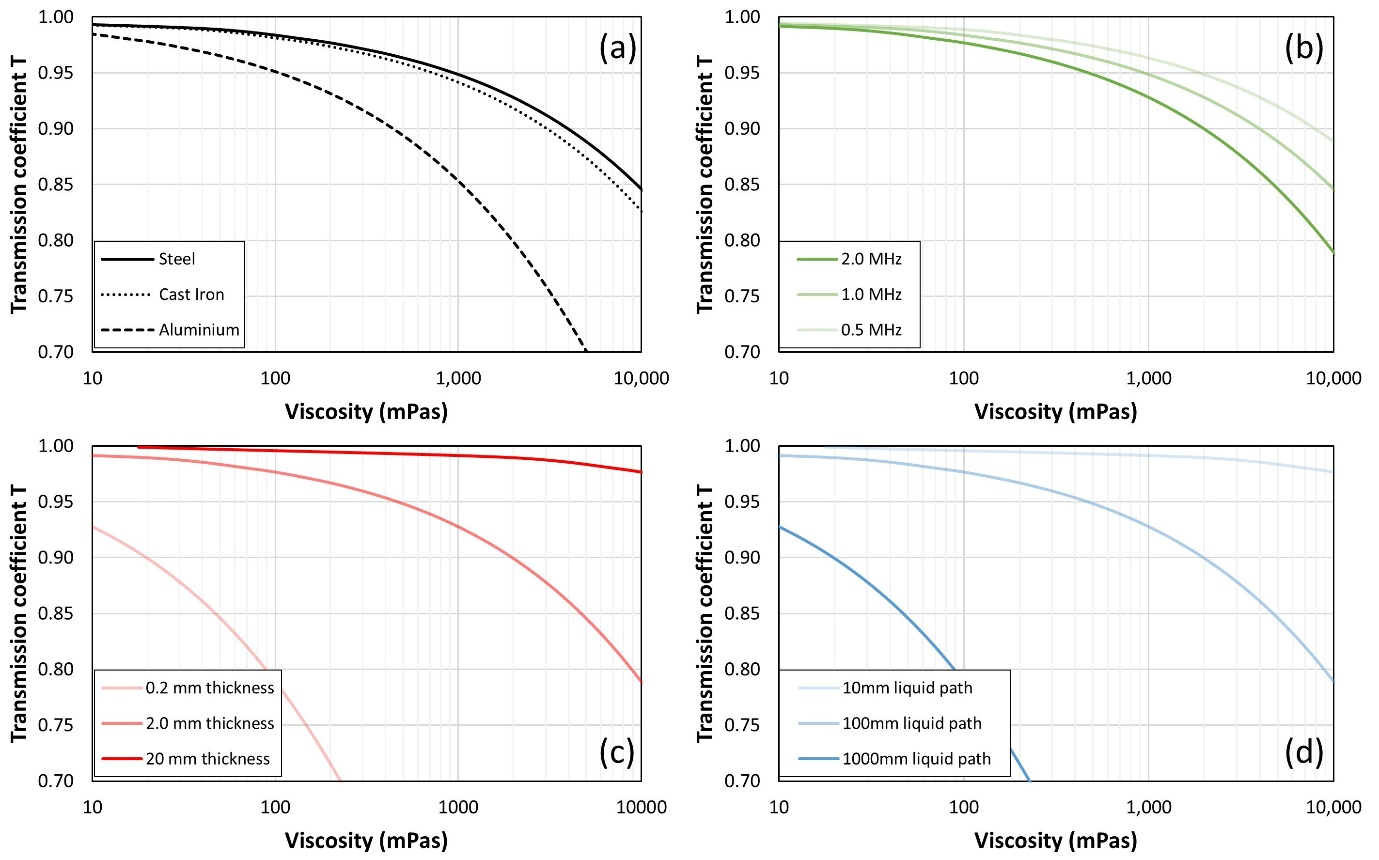 Transmission coefficient T
1.00
0.95
0.90
0.85
0.80
0.75
0.70
(a)
Steel
Cast Iron
Aluminium
10
100
1,000
10,000
Viscosity (mPas)
Transmission coefficient T
1.00
0.95
0.90
0.85
0.80
0.75
0.70
(b)
2.0 MHz
1.0 MHz
0.5 MHz
10
100
1,000
10,000
Viscosity (mPas)
Transmission coefficient T
1.00
0.95
0.90
0.85
0.80
0.75
0.70
0.2 mm thickness
2.0 mm thickness
20 mm thickness
(c)
10
100
1000
10000
Viscosity (mPas)
Transmission coefficient T
1.00
0.95
0.90
0.85
0.80
0.75
0.70
10mm liquid path
100mm liquid path
1000mm liquid path
(d)
10
100
1,000
10,000
Viscosity (mPas)